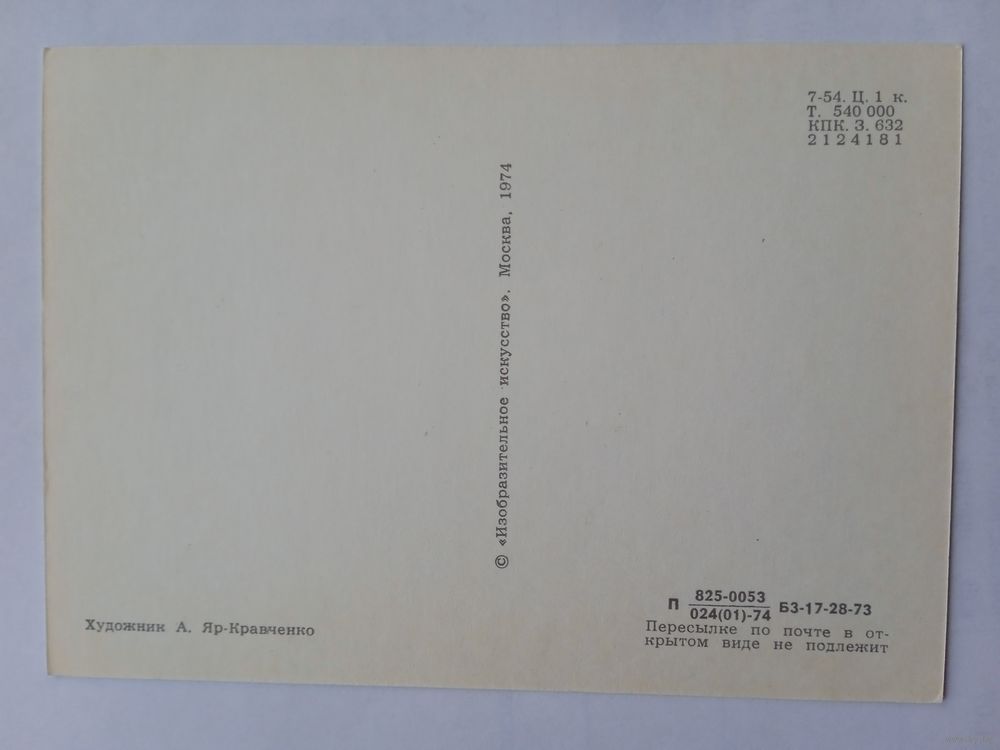 7-54. Ц. 1 к.
Т. 540 000
КПК. З. 632
2124181
© «Изобразительное искусство». Москва, 1974
Художник А. Яр-Кравченко
П 825-0053 БЗ-17-28-73
024(01)-74
Пересылке по почте в от-
крытом виде не подлежит